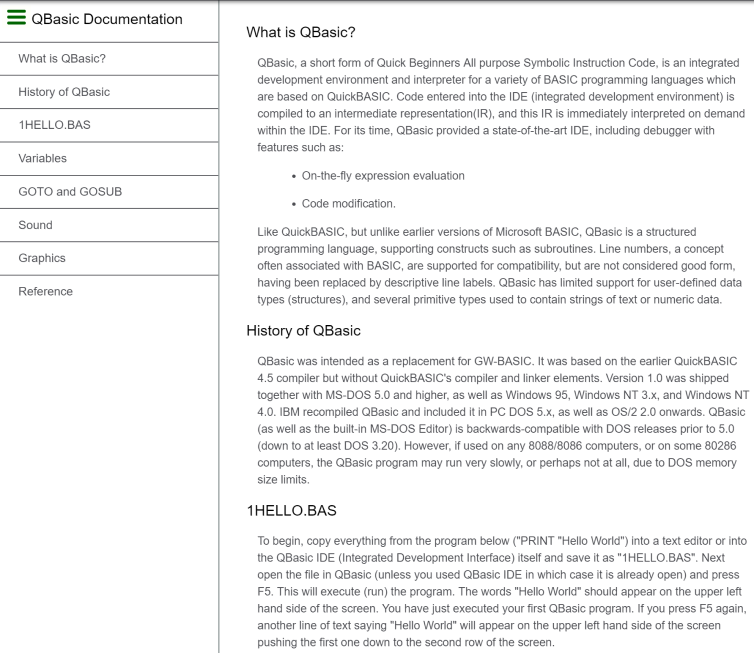 QBasic Documentation
What is QBasic?
History of QBasic
1HELLO.BAS
Variables
GOTO and GOSUB
Sound
Graphics
Reference
What is QBasic?
QBasic, a short form of Quick Beginners All purpose Symbolic Instruction Code, is an integrated
development environment and interpreter for a variety of BASIC programming languages which
are based on QuickBASIC. Code entered into the IDE (integrated development environment) is
compiled to an intermediate representation(IR), and this IR is immediately interpreted on demand
within the IDE. For its time, QBasic provided a state-of-the-art IDE, including debugger with
features such as:
• On-the-fly expression evaluation
• Code modification.
Like QuickBASIC, but unlike earlier versions of Microsoft BASIC, QBasic is a structured
programming language, supporting constructs such as subroutines. Line numbers, a concept
often associated with BASIC, are supported for compatibility, but are not considered good form,
having been replaced by descriptive line labels. QBasic has limited support for user-defined data
types (structures), and several primitive types used to contain strings of text or numeric data.
History of QBasic
QBasic was intended as a replacement for GW-BASIC. It was based on the earlier QuickBASIC
4.5 compiler but without QuickBASIC's compiler and linker elements. Version 1.0 was shipped
together with MS-DOS 5.0 and higher, as well as Windows 95, Windows NT 3.x, and Windows NT
4.0. IBM recompiled QBasic and included it in PC DOS 5.x, as well as OS/2 2.0 onwards. QBasic
(as well as the built-in MS-DOS Editor) is backwards-compatible with DOS releases prior to 5.0
(down to at least DOS 3.20). However, if used on any 8088/8086 computers, or on some 80286
computers, the QBasic program may run very slowly, or perhaps not at all, due to DOS memory
size limits.
1HELLO.BAS
To begin, copy everything from the program below ("PRINT "Hello World") into a text editor or into
the QBasic IDE (Integrated Development Interface) itself and save it as "1HELLO.BAS". Next
open the file in QBasic (unless you used QBasic IDE in which case it is already open) and press
F5. This will execute (run) the program. The words "Hello World" should appear on the upper left
hand side of the screen. You have just executed your first QBasic program. If you press F5 again,
another line of text saying "Hello World" will appear on the upper left hand side of the screen
pushing the first one down to the second row of the screen.